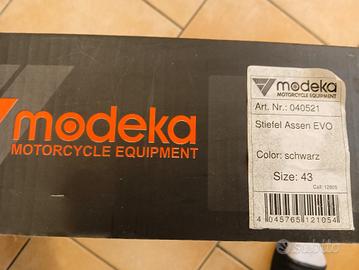 modeka
MOTORCYCLE EQUIPMENT
modeka
MOTORCYCLE EQUIPMENT
Art. Nr.: 040521
Stiefel Assen EVO
Color: schwarz
Size: 43
4 045765 121054
subito